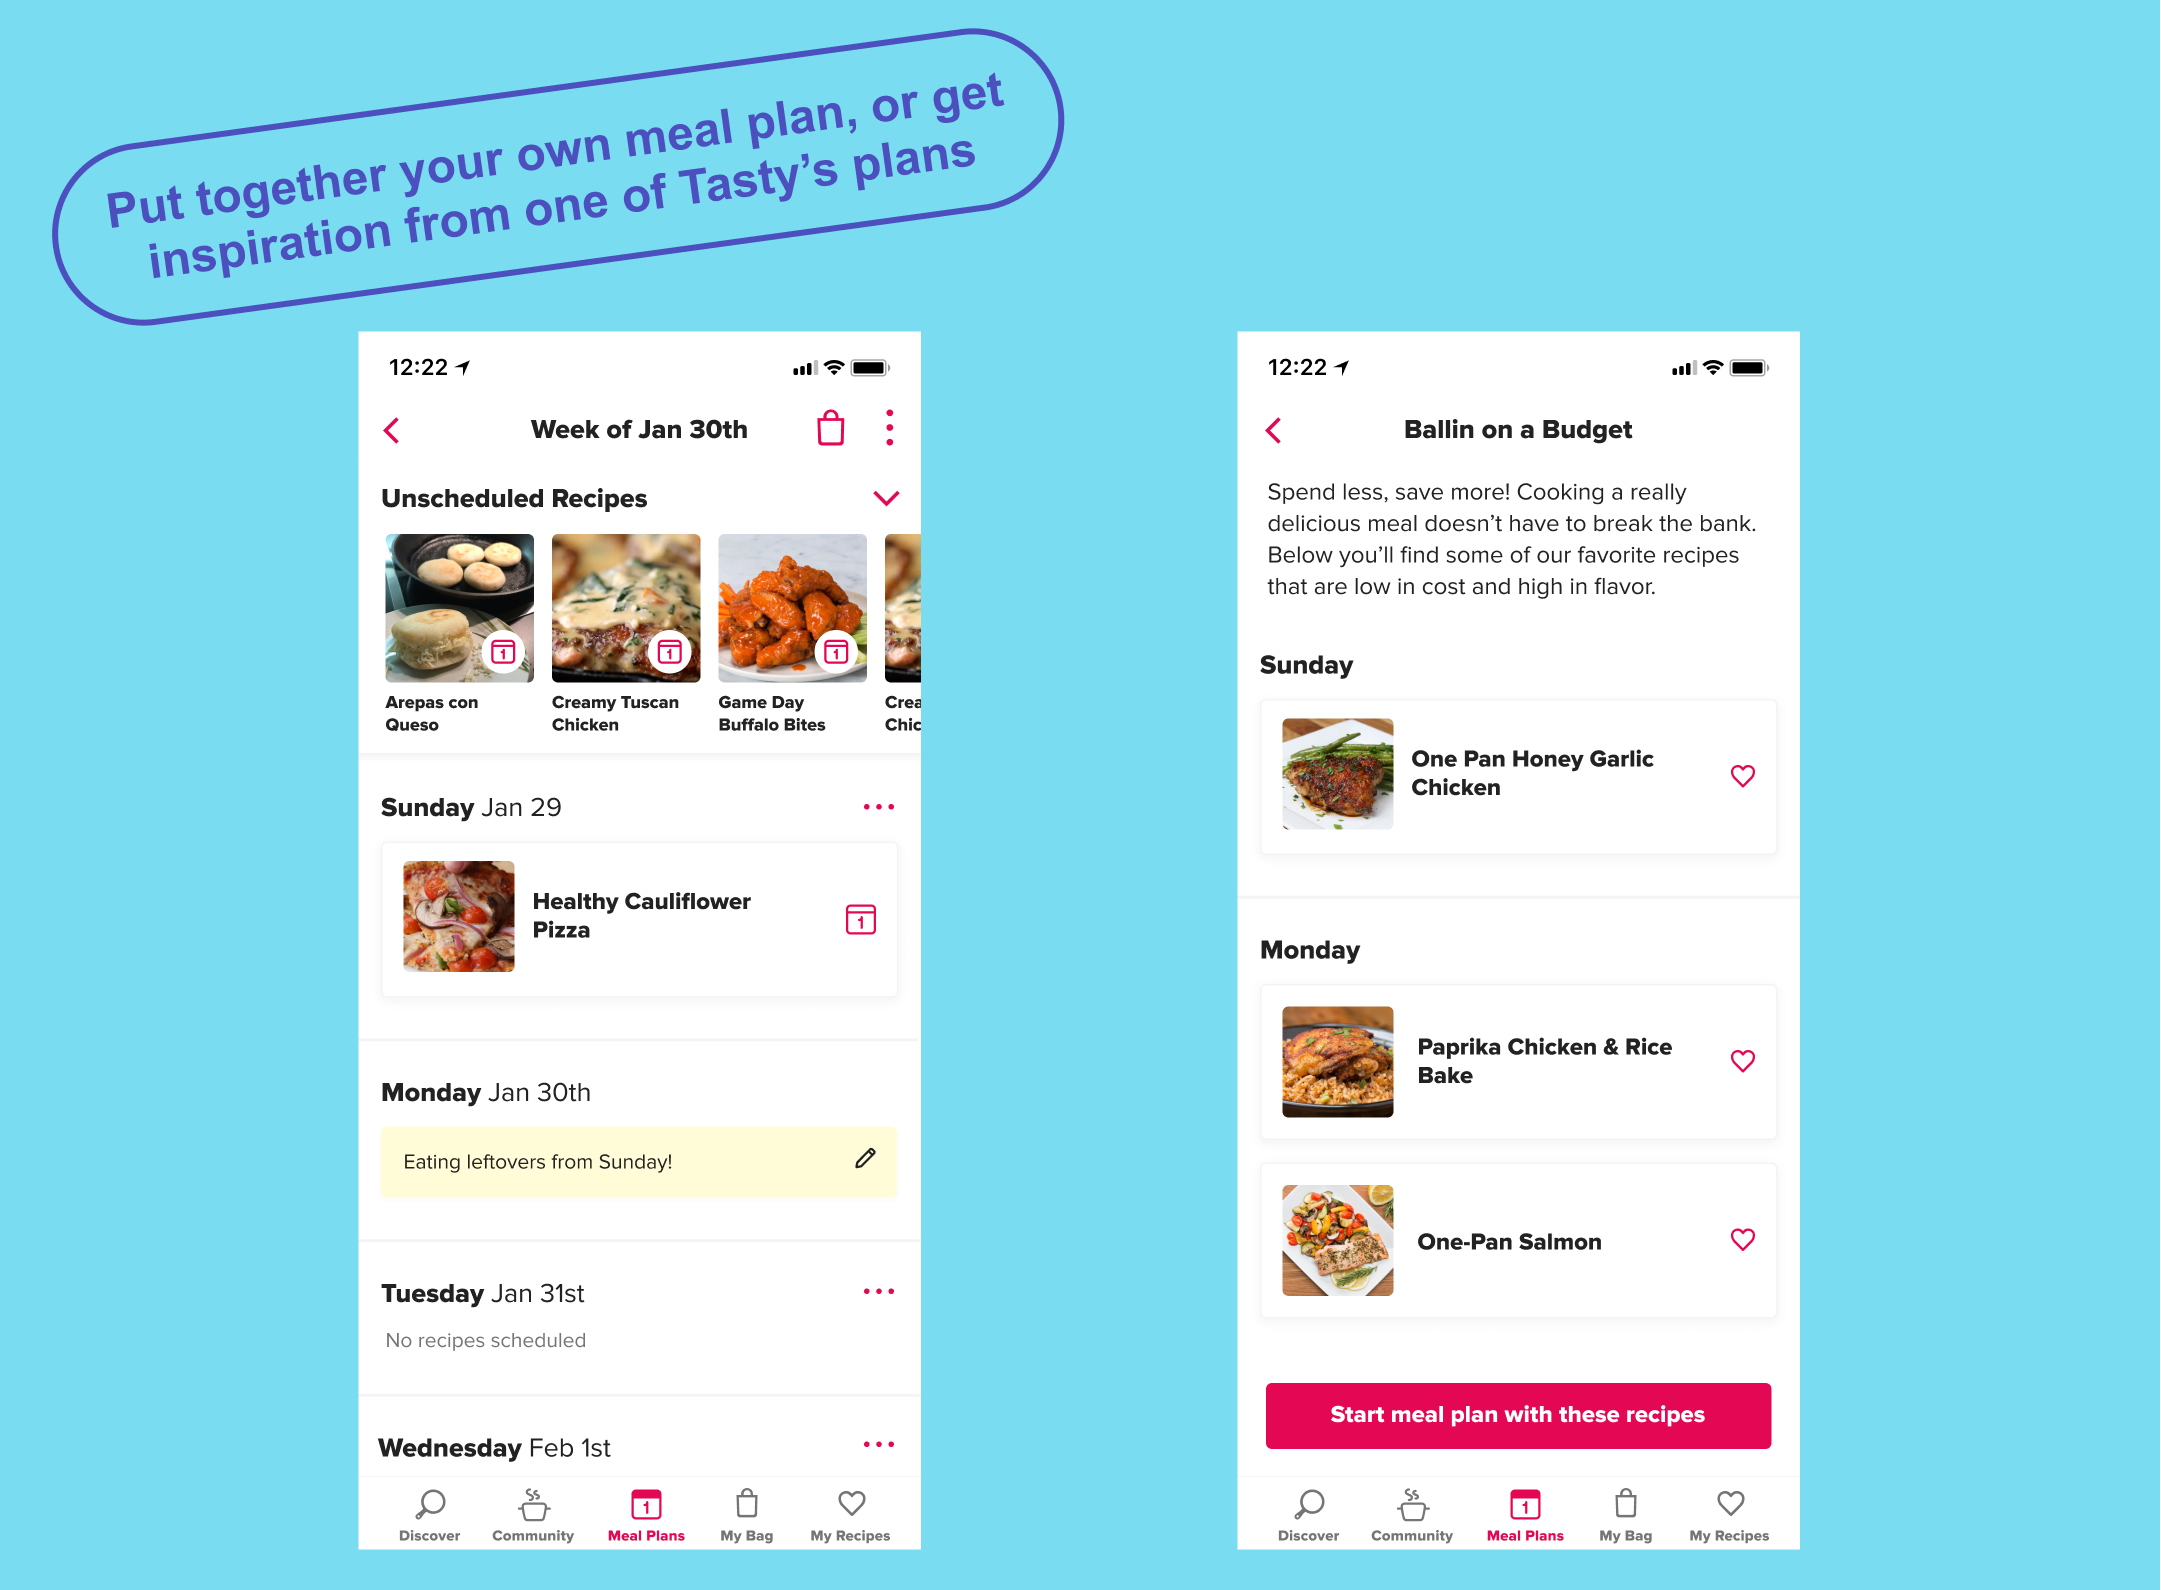 Put together your own meal plan, or get
inspiration from one of Tasty’s plans
12:22
Week of Jan 30th
Unscheduled Recipes
1
1
1
Arepas con
Queso
Creamy Tuscan
Chicken
Game Day
Buffalo Bites
Crea
Chic
Sunday Jan 29
Healthy Cauliflower
Pizza
1
Monday Jan 30th
Eating leftovers from Sunday!
Tuesday Jan 31st
No recipes scheduled
Wednesday Feb 1st
1
Discover
Community
Meal Plans
My Bag
My Recipes
12:22
Ballin on a Budget
Spend less, save more! Cooking a really
delicious meal doesn’t have to break the bank.
Below you’ll find some of our favorite recipes
that are low in cost and high in flavor.
Sunday
One Pan Honey Garlic
Chicken
Monday
Paprika Chicken & Rice
Bake
One-Pan Salmon
Start meal plan with these recipes
1
Discover
Community
Meal Plans
My Bag
My Recipes